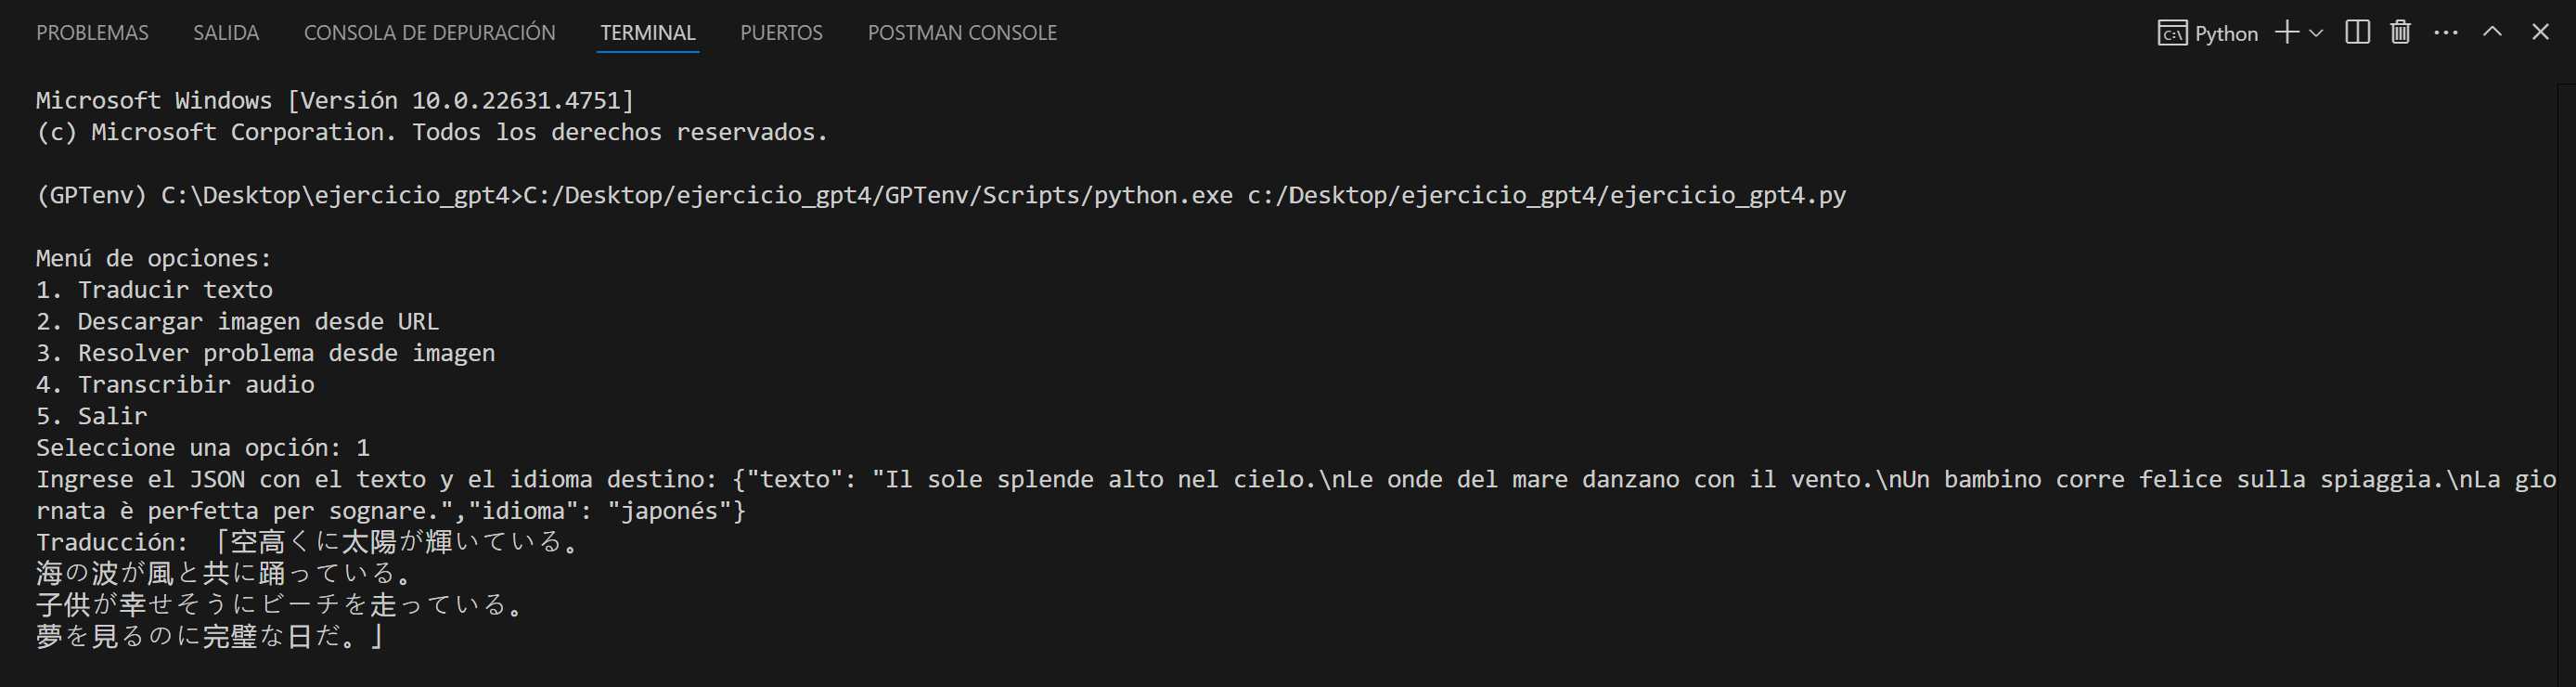 PROBLEMAS SALIDA CONSOLA DE DEPURACIÓN TERMINAL PUERTOS POSTMAN CONSOLE Python
Microsoft Windows [Versión 10.0.22631.4751]
(c) Microsoft Corporation. Todos los derechos reservados.
(GPTenv) C:\Desktop\ejercicio_gpt4>C:/Desktop/ejercicio_gpt4/GPTenv/Scripts/python.exe c:/Desktop/ejercicio_gpt4/ejercicio_gpt4.py
Menú de opciones:
1. Traducir texto
2. Descargar imagen desde URL
3. Resolver problema desde imagen
4. Transcribir audio
5. Salir
Seleccione una opción: 1
Ingrese el JSON con el texto y el idioma destino: {"texto": "Il sole splende alto nel cielo.\nLe onde del mare danzano con il vento.\nUn bambino corre felice sulla spiaggia.\nLa gio
rnata è perfetta per sognare.","idioma": "japonés"}
Traducción: 「空高くに太陽が輝いている。
海の波が風と共に踊っている。
子供が幸せそうにビーチを走っている。
夢を見るのに完璧な日だ。」